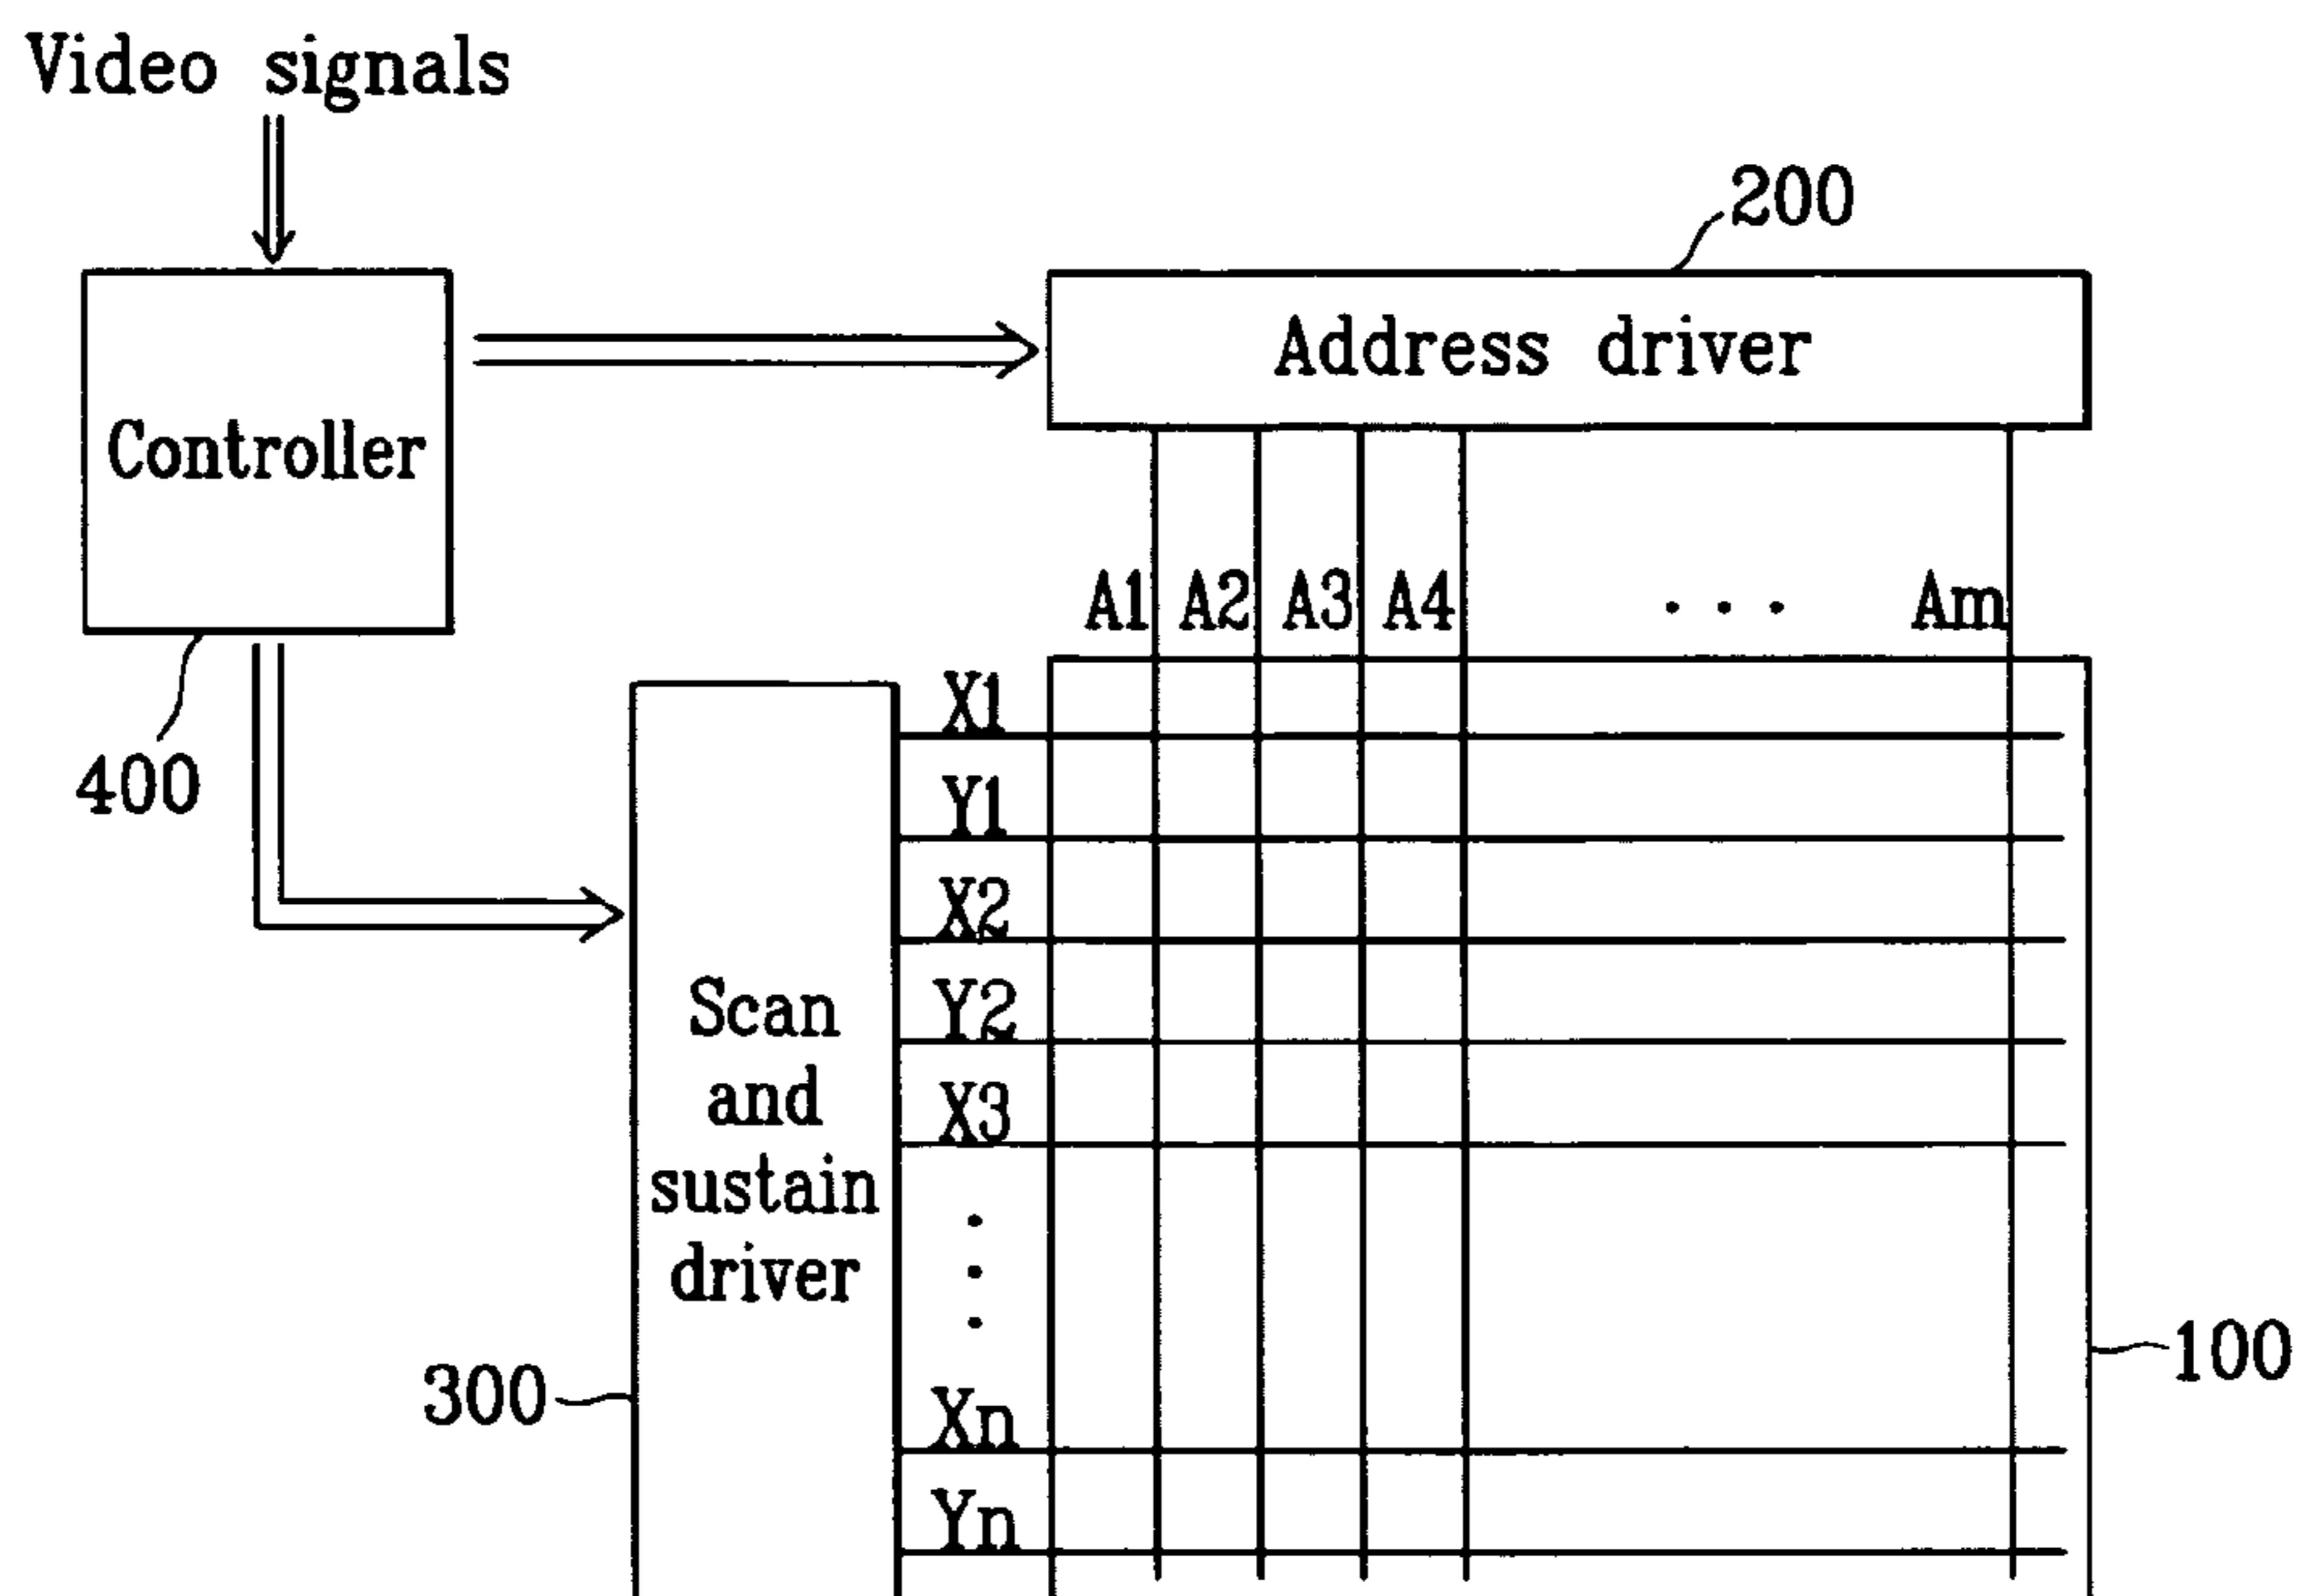 Video signals
200
Address driver
Controller
A1 A2 A3 A4 . . . Am
X1
400
Y1
X2
Y2
Scan
and
sustain
driver
X3
100
300
Xn
Yn